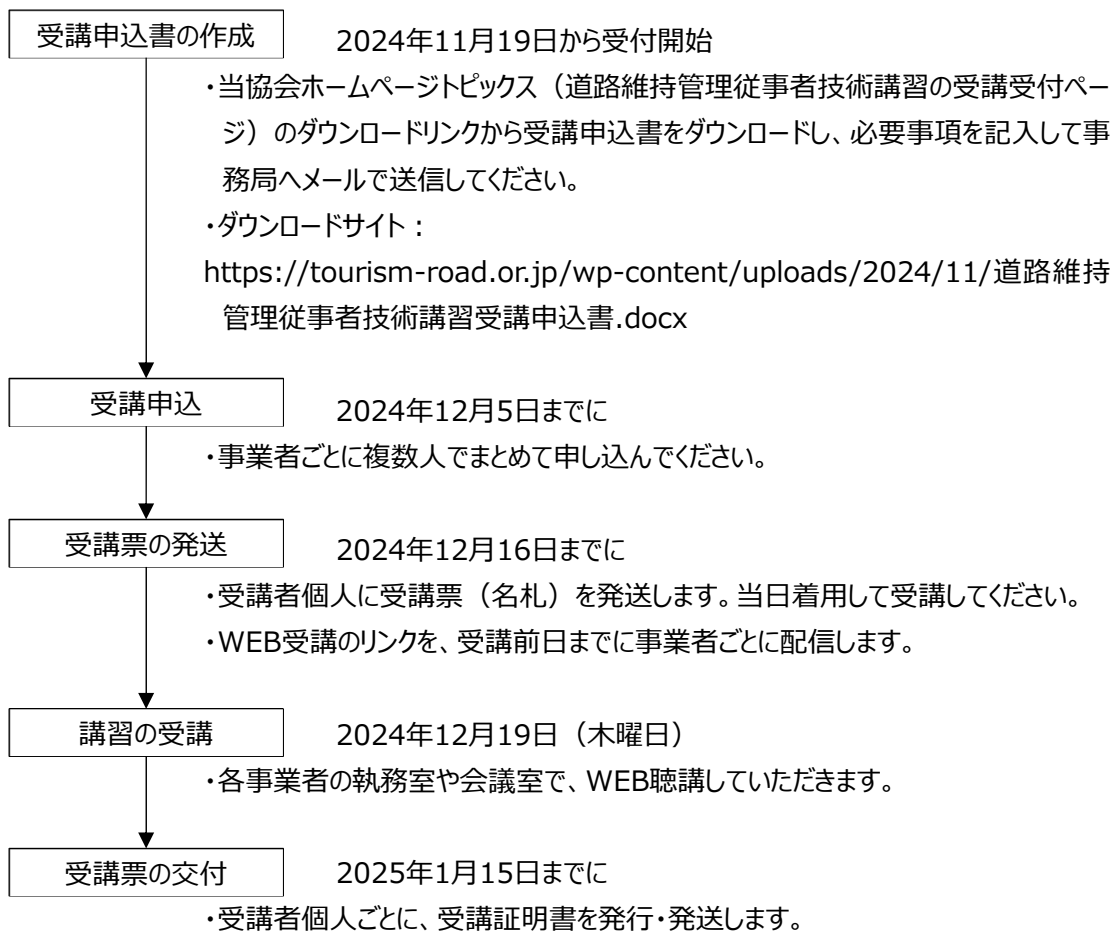 受講申込書の作成
2024年11月19日から受付開始
・当協会ホームページトピックス（道路維持管理従事者技術講習の受講受付ペー
ジ）のダウンロードリンクから受講申込書をダウンロードし、必要事項を記入して事
務局へメールで送信してください。
・ダウンロードサイト：
https://tourism-road.or.jp/wp-content/uploads/2024/11/道路維持
管理従事者技術講習受講申込書.docx
受講申込
2024年12月5日までに
・事業者ごとに複数人でまとめて申し込んでください。
受講票の発送
2024年12月16日までに
・受講者個人に受講票（名札）を発送します。当日着用して受講してください。
・WEB受講のリンクを、受講前日までに事業者ごとに配信します。
講習の受講
2024年12月19日（木曜日）
・各事業者の執務室や会議室で、WEB聴講していただきます。
受講票の交付
2025年1月15日までに
・受講者個人ごとに、受講証明書を発行・発送します。